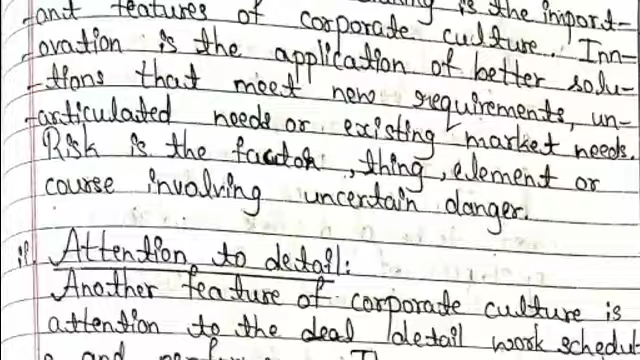 -ant features of corporate culture. Inn-
-ovation is the application of better solu-
-tions that meet new requirements, un-
-articulated needs or existing market needs.
Risk is the factor, thing, element or
course involving uncertain danger.
ii. Attention to detail:
Another feature of corporate culture is
attention to the deal/detail work schedul-